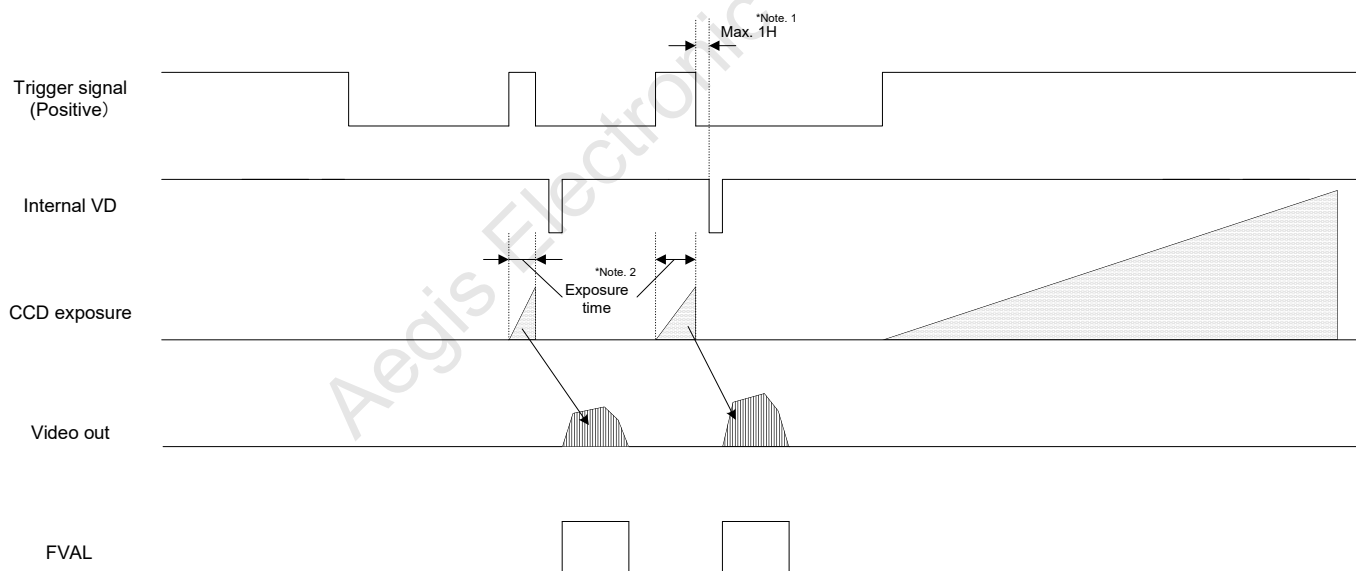 *Note. 1
Max. 1H
Trigger signal
(Positive）
Internal VD
*Note. 2
Exposure
time
CCD exposure
Video out
FVAL
Aegis Electronic